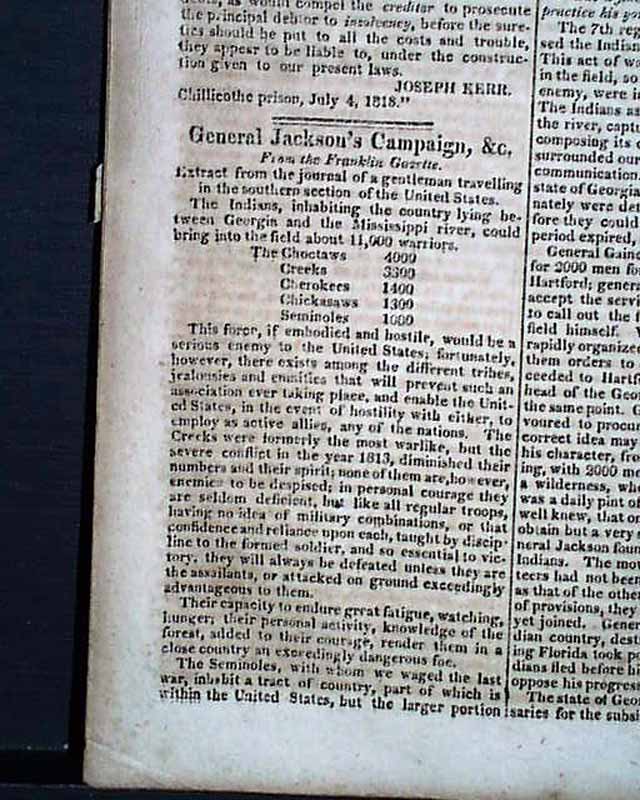 debts, as would compel the creditor to prosecute
the principal debtor to insolvency, before the sure-
ties should be put to all the costs and trouble,
they appear to be liable to, under the construc-
tion given to our present laws.
JOSEPH KERR.
Chillicothe prison, July 4, 1818."
General Jackson's Campaign, &c.
From the Franklin Gazette.
Extract from the journal of a gentleman travelling
in the southern section of the United States.
The Indians, inhabiting the country lying be-
tween Georgia and the Mississippi river, could
bring into the field about 11,000 warriors.
The Choctaws 4000
Creeks 3300
Cherokees 1400
Chickasaws 1300
Seminoles 1000
This force, if embodied and hostile, would be a
serious enemy to the United States; fortunately,
however, there exists among the different tribes,
jealousies and enmities that will prevent such an
association ever taking place, and enable the Unit-
ed States, in the event of hostility with either, to
employ as active allies, any of the nations. The
Creeks were formerly the most warlike, but the
severe conflict in the year 1813, diminished their
numbers and their spirit; none of them are, however,
enemies to be despised; in personal courage they
are seldom deficient, but like all regular troops,
having no idea of military combinations, or that
confidence and reliance upon each, taught by discip-
line to the formed soldier, and so essential to vic-
tory, they will always be defeated unless they are
the assailants, or attacked on ground exceedingly
advantageous to them.
Their capacity to endure great fatigue, watching,
hunger; their personal activity, knowledge of the
forest, added to their courage, render them in a
close country an exceedingly dangerous foe.
The Seminoles, with whom we waged the last
war, inhabit a tract of country, part of which is
within the United States, but the larger portion
practice his
The 7th reg
sed the Indian
This act of wa
in the field, so
enemy, were i
The Indians as
the river, capt
composing its
surrounded our
communication.
state of Georgia
nately were det
fore they could
period expired,
General Gaine
for 2000 men fo
Hartford; genera
accept the serv
to call out the f
field himself.
rapidly organized
them orders to
ceeded to Hartf
head of the Geor
the same point.
voured to procur
correct idea may
his character, fro
ing, with 2000 m
a wilderness, wh
was a daily pint of
well knew, that o
obtain but a very s
neral Jackson foun
Indians. The mo
teers had not been
as that of the othe
of provisions, they
yet joined. Gener
dian country, dest
ing Florida took p
dians fled before hi
oppose his progress
The state of Geor
saries for the subsi